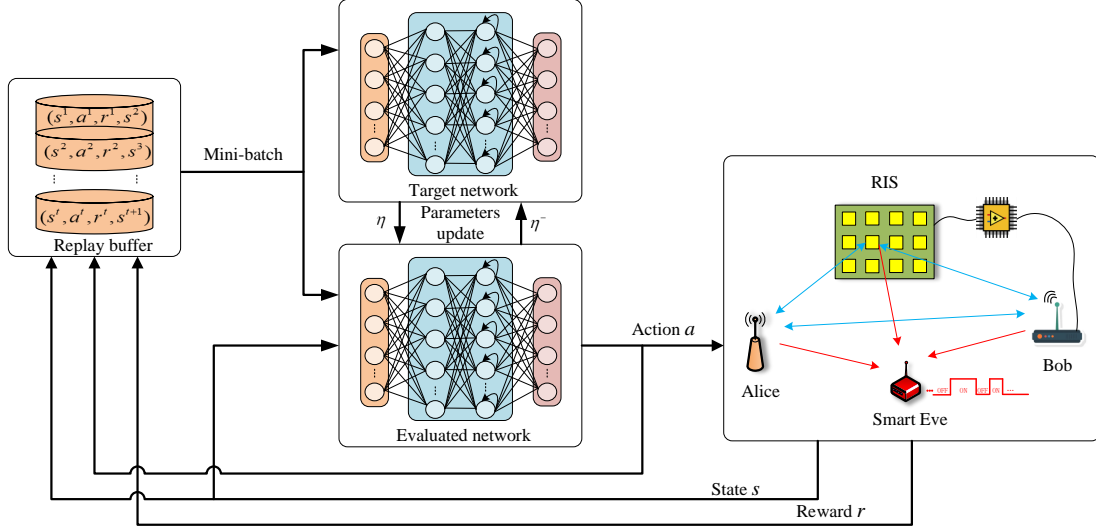 (s¹, a¹, r¹, s²)
(s², a², r², s³)
...
(sᵗ, aᵗ, rᵗ, sᵗ⁺¹)
Replay buffer
Mini-batch
Target network
η
Parameters
update
η⁻
Evaluated network
Action a
RIS
Alice
Bob
... OFF ON OFF ON ...
Smart Eve
State s
Reward r